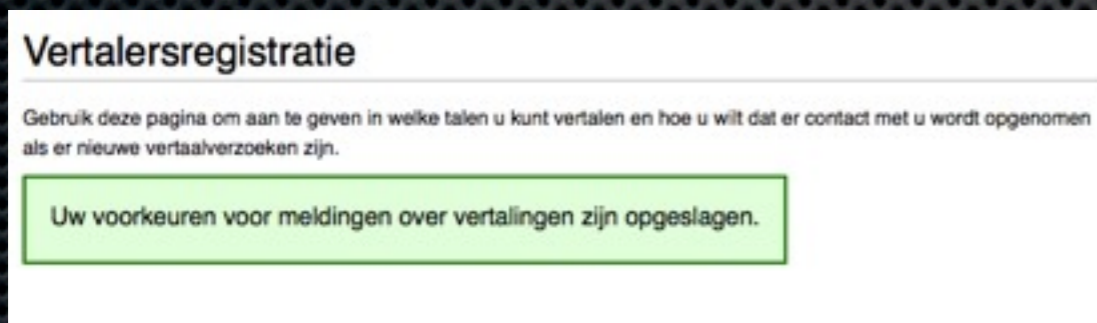 Vertalersregistratie
Gebruik deze pagina om aan te geven in welke talen u kunt vertalen en hoe u wilt dat er contact met u wordt opgenomen
als er nieuwe vertaalverzoeken zijn.
Uw voorkeuren voor meldingen over vertalingen zijn opgeslagen.